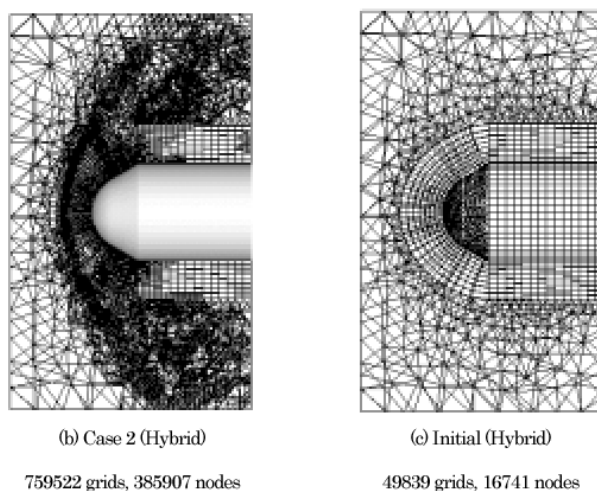 (b) Case 2 (Hybrid)
(c) Initial (Hybrid)
759522 grids, 385907 nodes
49839 grids, 16741 nodes